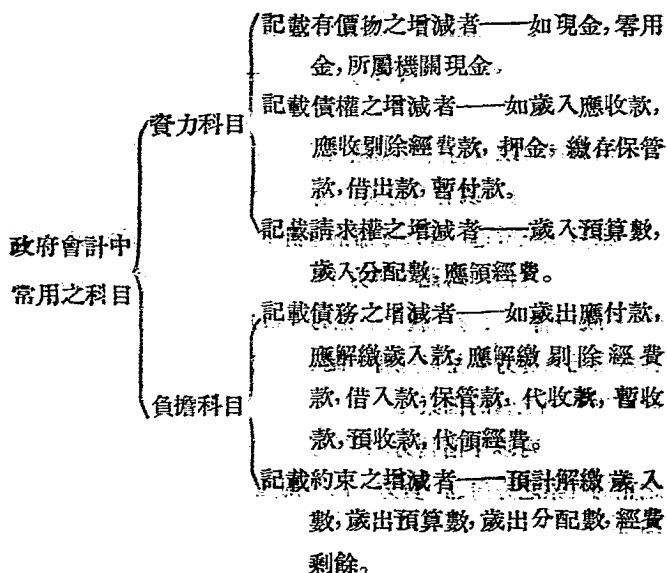 政府會計中
常用之科目
資力科目
記載有價物之增減者——如現金,零用
金,所屬機關現金。
記載債權之增減者——如歲入應收款,
應收剔除經費款,押金,繳存保管
款,借出款,暫付款。
記載請求權之增減者——歲入預算數,
歲入分配數,應領經費。
負擔科目
記載債務之增減者——如歲出應付款,
應解繳歲入款,應解繳剔除經費
款,借入款,保管款,代收款,暫收
款,預收款,代領經費。
記載約束之增減者——預計解繳歲入
數,歲出預算數,歲出分配數,經費
剩餘。